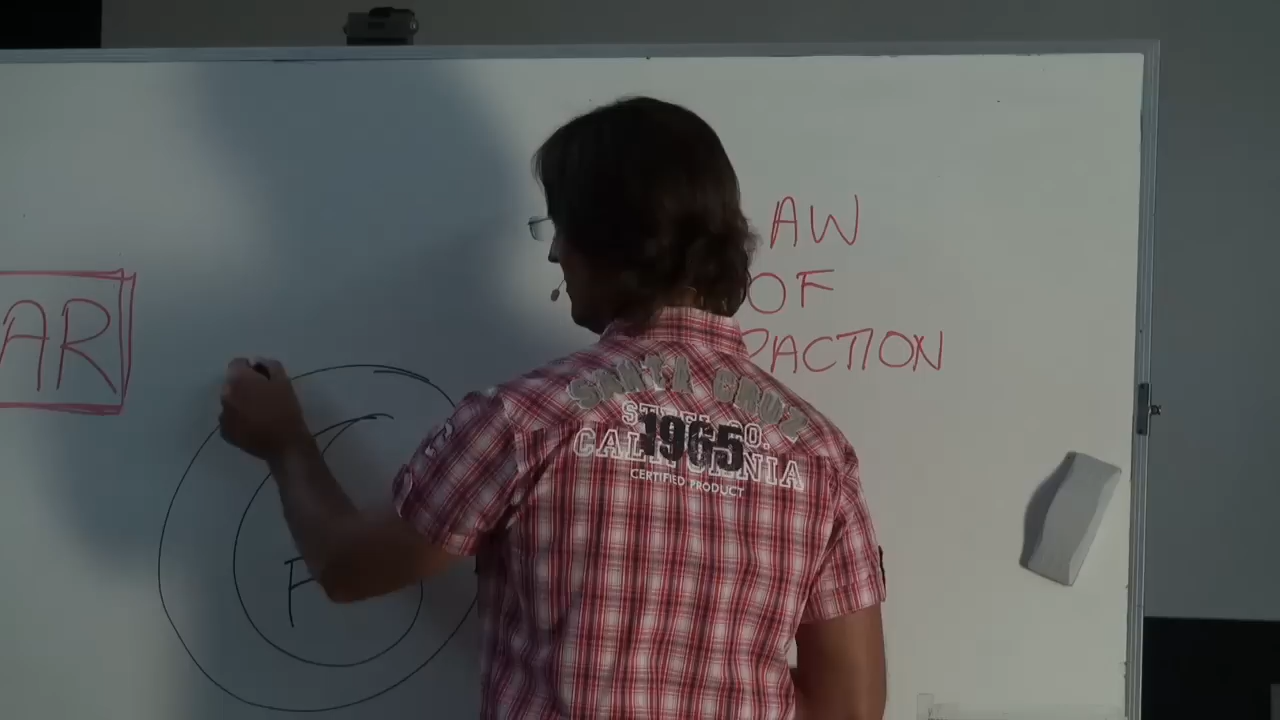 AR
AW
OF
RACTION
F
SANTA CRUZ
1965
CALIFORNIA
CERTIFIED PRODUCT